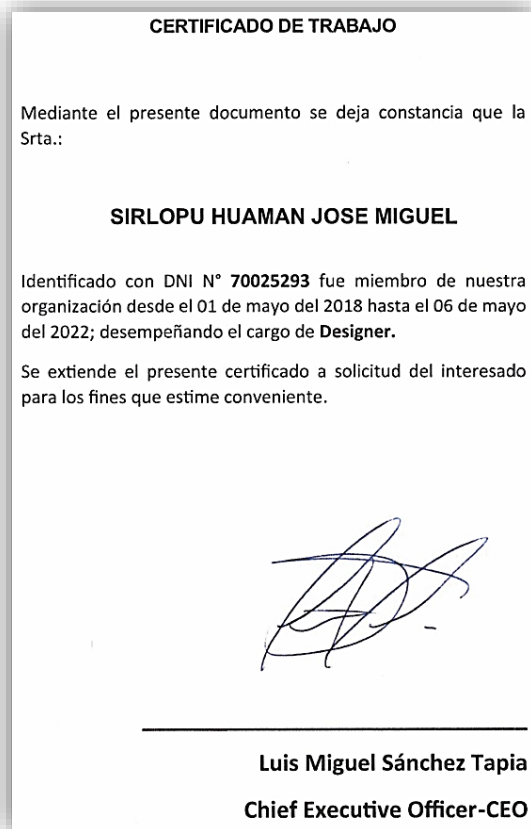 CERTIFICADO DE TRABAJO
Mediante el presente documento se deja constancia que la
Srta.:
SIRLOPU HUAMAN JOSE MIGUEL
Identificado con DNI N° 70025293 fue miembro de nuestra
organización desde el 01 de mayo del 2018 hasta el 06 de mayo
del 2022; desempeñando el cargo de Designer.
Se extiende el presente certificado a solicitud del interesado
para los fines que estime conveniente.
Luis Miguel Sánchez Tapia
Chief Executive Officer-CEO